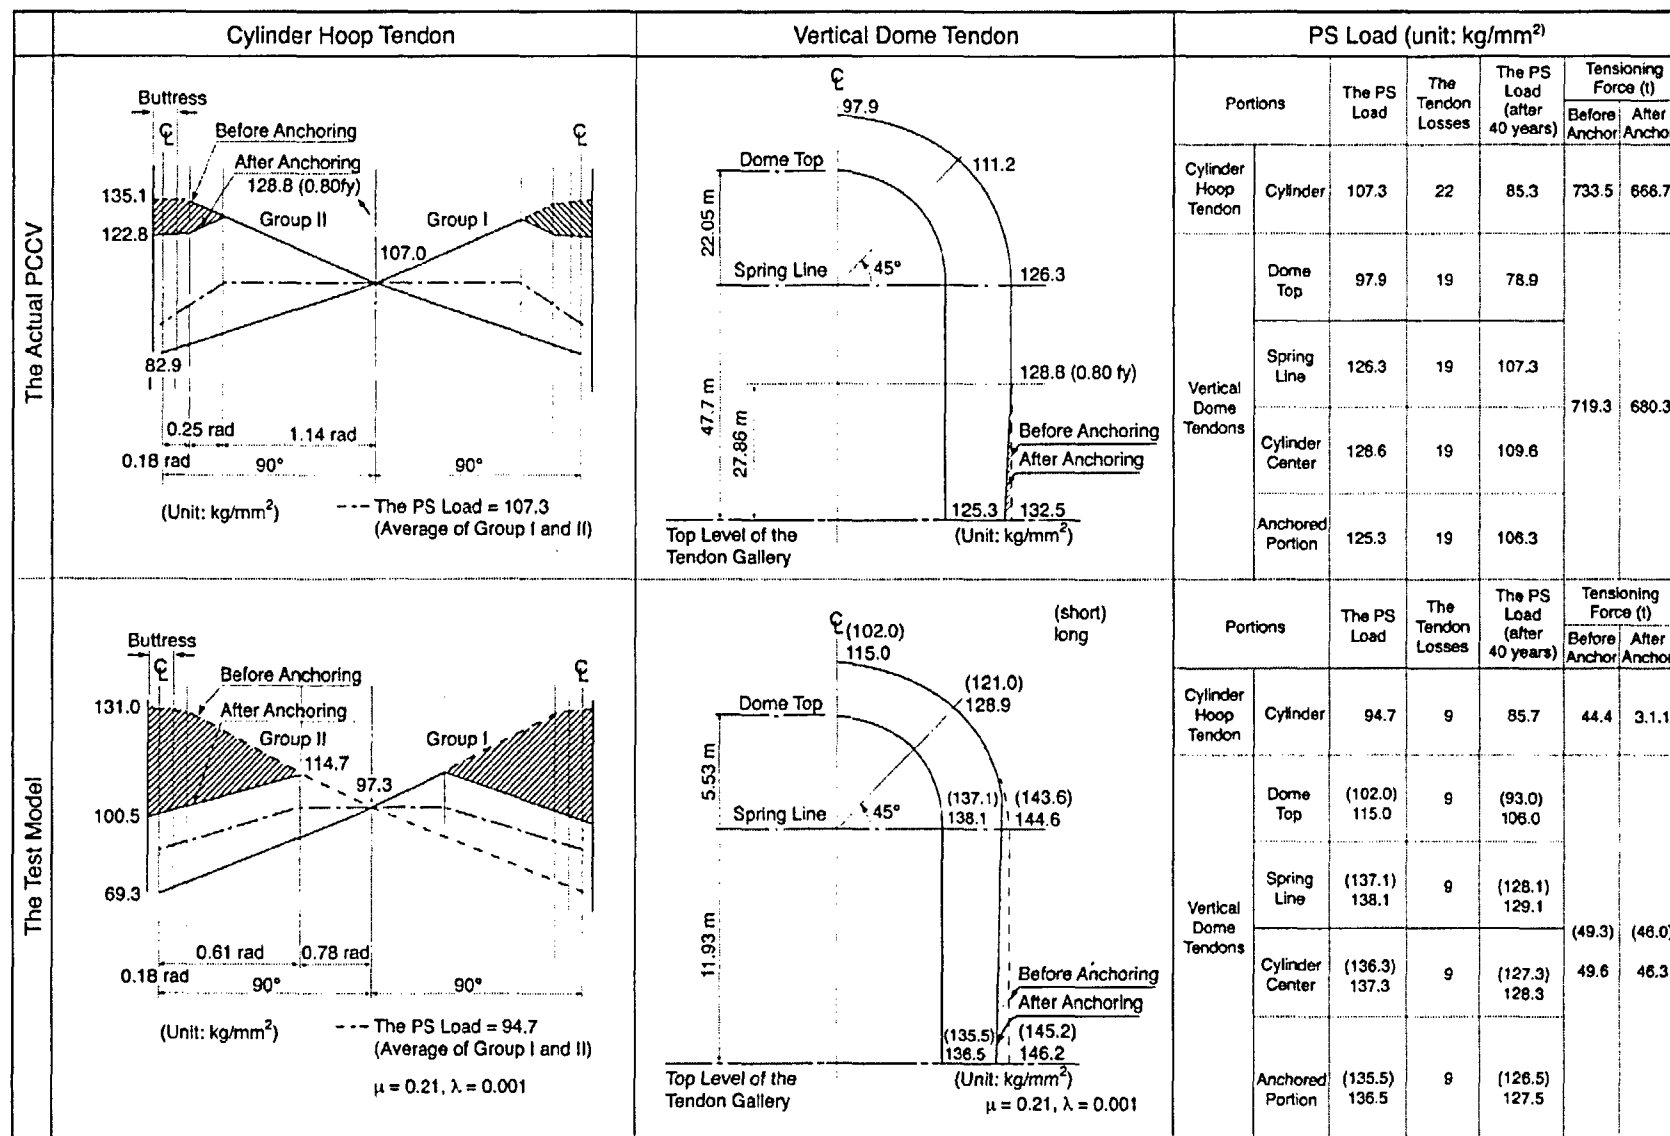 Cylinder Hoop Tendon
Vertical Dome Tendon
PS Load (unit: kg/mm²)
The Actual PCCV
Buttress
℄
℄
Before Anchoring
After Anchoring
128.8 (0.80fy)
135.1
122.8
Group II
Group I
107.0
82.9
0.25 rad
1.14 rad
0.18 rad
90°
90°
(Unit: kg/mm²)
The PS Load = 107.3
(Average of Group I and II)
℄
97.9
Dome Top
111.2
22.05 m
Spring Line
45°
126.3
128.8 (0.80 fy)
47.7 m
27.86 m
Before Anchoring
After Anchoring
125.3
132.5
Top Level of the
Tendon Gallery
(Unit: kg/mm²)
Portions
The PS
Load
The
Tendon
Losses
The PS
Load
(after
40 years)
Tensioning
Force (t)
Before
Anchor
After
Anchor
Cylinder
Hoop
Tendon
Cylinder
107.3
22
85.3
733.5
666.7
Vertical
Dome
Tendons
Dome
Top
97.9
19
78.9
Spring
Line
126.3
19
107.3
719.3
680.3
Cylinder
Center
128.6
19
109.6
Anchored
Portion
125.3
19
106.3
The Test Model
Buttress
℄
℄
Before Anchoring
After Anchoring
131.0
Group II
Group I
114.7
97.3
100.5
69.3
0.61 rad
0.78 rad
0.18 rad
90°
90°
(Unit: kg/mm²)
The PS Load = 94.7
(Average of Group I and II)
μ = 0.21, λ = 0.001
(short)
long
℄
(102.0)
115.0
(121.0)
128.9
Dome Top
5.53 m
Spring Line
45°
(137.1)
138.1
(143.6)
144.6
11.93 m
Before Anchoring
After Anchoring
(135.5)
136.5
(145.2)
146.2
Top Level of the
Tendon Gallery
(Unit: kg/mm²)
μ = 0.21, λ = 0.001
Portions
The PS
Load
The
Tendon
Losses
The PS
Load
(after
40 years)
Tensioning
Force (t)
Before
Anchor
After
Anchor
Cylinder
Hoop
Tendon
Cylinder
94.7
9
85.7
44.4
3.1.1
Vertical
Dome
Tendons
Dome
Top
(102.0)
115.0
9
(93.0)
106.0
Spring
Line
(137.1)
138.1
9
(128.1)
129.1
(49.3)
49.6
(46.0)
46.3
Cylinder
Center
(136.3)
137.3
9
(127.3)
128.3
Anchored
Portion
(135.5)
136.5
9
(126.5)
127.5